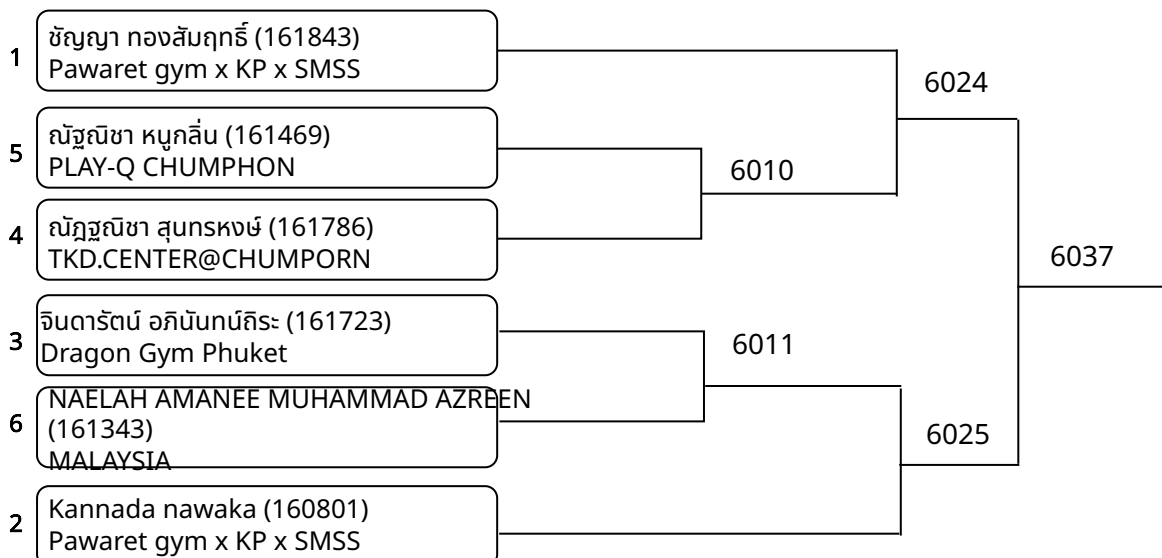 1
ชัญญา ทองสัมฤทธิ์ (161843)
Pawaret gym x KP x SMSS
6024
5
ณัฐณิชา หนูกลิ่น (161469)
PLAY-Q CHUMPHON
6010
4
ณัฏฐณิชา สุนทรหงษ์ (161786)
TKD.CENTER@CHUMPORN
6037
3
จินดารัตน์ อภินันทน์ถิระ (161723)
Dragon Gym Phuket
6011
6
NAELAH AMANEE MUHAMMAD AZREEN
(161343)
MALAYSIA
6025
2
Kannada nawaka (160801)
Pawaret gym x KP x SMSS